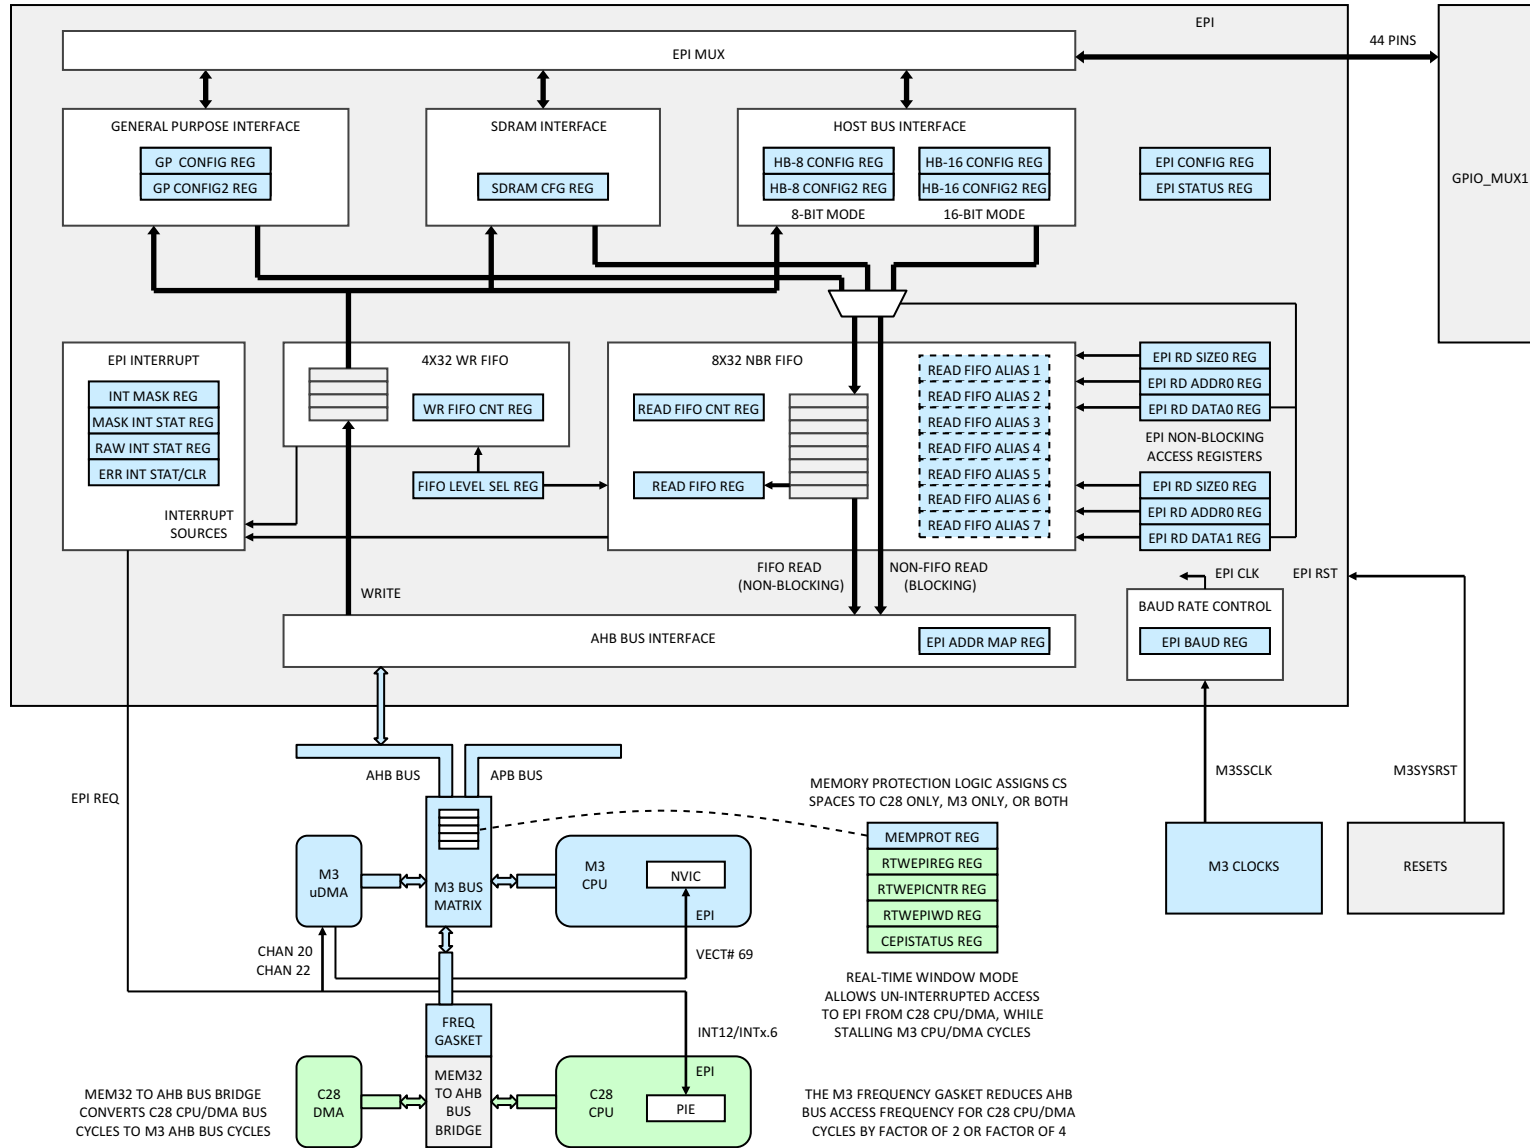 EPI
44 PINS
EPI MUX
GENERAL PURPOSE INTERFACE
GP CONFIG REG
GP CONFIG2 REG
SDRAM INTERFACE
SDRAM CFG REG
HOST BUS INTERFACE
HB-8 CONFIG REG
HB-8 CONFIG2 REG
8-BIT MODE
HB-16 CONFIG REG
HB-16 CONFIG2 REG
16-BIT MODE
EPI CONFIG REG
EPI STATUS REG
GPIO_MUX1
EPI INTERRUPT
INT MASK REG
MASK INT STAT REG
RAW INT STAT REG
ERR INT STAT/CLR
INTERRUPT
SOURCES
4X32 WR FIFO
WR FIFO CNT REG
FIFO LEVEL SEL REG
8X32 NBR FIFO
READ FIFO CNT REG
READ FIFO REG
READ FIFO ALIAS 1
READ FIFO ALIAS 2
READ FIFO ALIAS 3
READ FIFO ALIAS 4
READ FIFO ALIAS 5
READ FIFO ALIAS 6
READ FIFO ALIAS 7
EPI RD SIZE0 REG
EPI RD ADDR0 REG
EPI RD DATA0 REG
EPI NON-BLOCKING
ACCESS REGISTERS
EPI RD SIZE0 REG
EPI RD ADDR0 REG
EPI RD DATA1 REG
WRITE
FIFO READ
(NON-BLOCKING)
NON-FIFO READ
(BLOCKING)
EPI CLK
EPI RST
BAUD RATE CONTROL
EPI BAUD REG
AHB BUS INTERFACE
EPI ADDR MAP REG
AHB BUS
APB BUS
EPI REQ
M3SSCLK
M3SYSRST
MEMORY PROTECTION LOGIC ASSIGNS CS
SPACES TO C28 ONLY, M3 ONLY, OR BOTH
MEMPROT REG
RTWEPIREG REG
RTWEPICNTR REG
RTWEPIWD REG
CEPISTATUS REG
M3 CLOCKS
RESETS
M3
uDMA
M3 BUS
MATRIX
M3
CPU
NVIC
EPI
CHAN 20
CHAN 22
VECT# 69
REAL-TIME WINDOW MODE
ALLOWS UN-INTERRUPTED ACCESS
TO EPI FROM C28 CPU/DMA, WHILE
STALLING M3 CPU/DMA CYCLES
FREQ
GASKET
INT12/INTx.6
MEM32 TO AHB BUS BRIDGE
CONVERTS C28 CPU/DMA BUS
CYCLES TO M3 AHB BUS CYCLES
C28
DMA
MEM32
TO AHB
BUS
BRIDGE
C28
CPU
EPI
PIE
THE M3 FREQUENCY GASKET REDUCES AHB
BUS ACCESS FREQUENCY FOR C28 CPU/DMA
CYCLES BY FACTOR OF 2 OR FACTOR OF 4